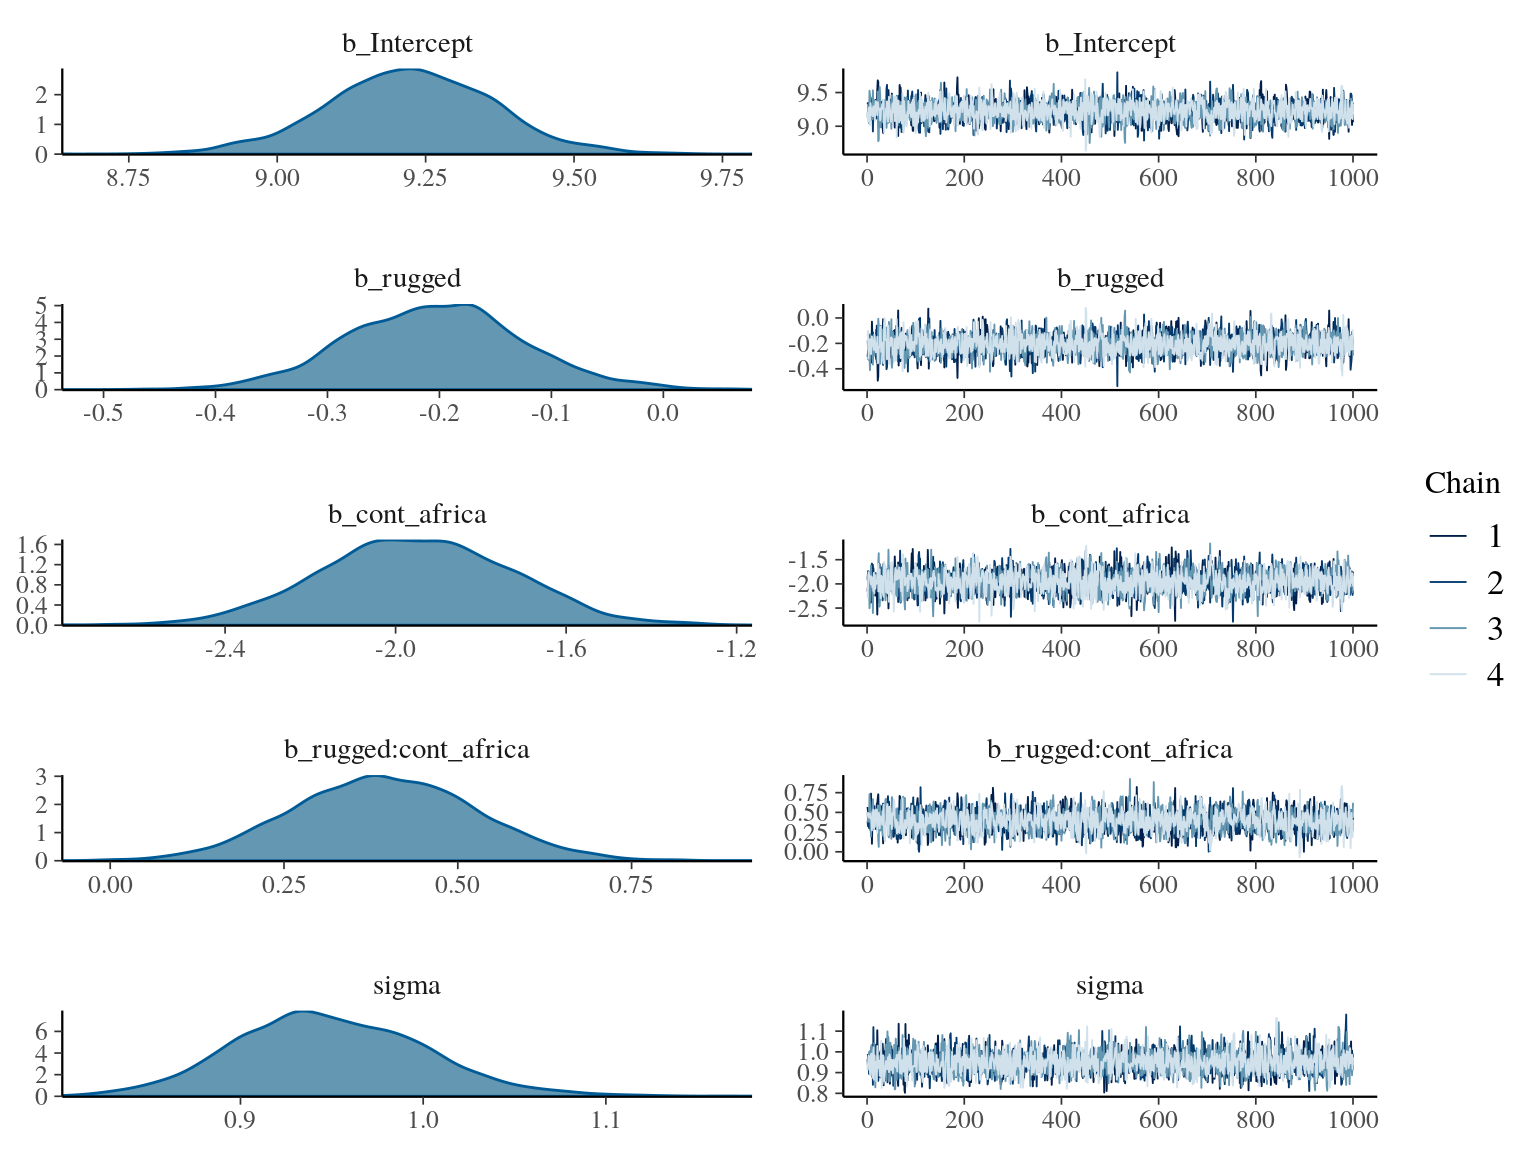 b_Intercept
2
1
0
8.75 9.00 9.25 9.50 9.75
b_Intercept
9.5
9.0
0 200 400 600 800 1000
b_rugged
5
4
3
2
1
0
-0.5 -0.4 -0.3 -0.2 -0.1 0.0
b_rugged
0.0
-0.2
-0.4
0 200 400 600 800 1000
b_cont_africa
1.6
1.2
0.8
0.4
0.0
-2.4 -2.0 -1.6 -1.2
b_cont_africa
-1.5
-2.0
-2.5
0 200 400 600 800 1000
b_rugged:cont_africa
3
2
1
0
0.00 0.25 0.50 0.75
b_rugged:cont_africa
0.75
0.50
0.25
0.00
0 200 400 600 800 1000
sigma
6
4
2
0
0.9 1.0 1.1
sigma
1.1
1.0
0.9
0.8
0 200 400 600 800 1000
Chain
1
2
3
4